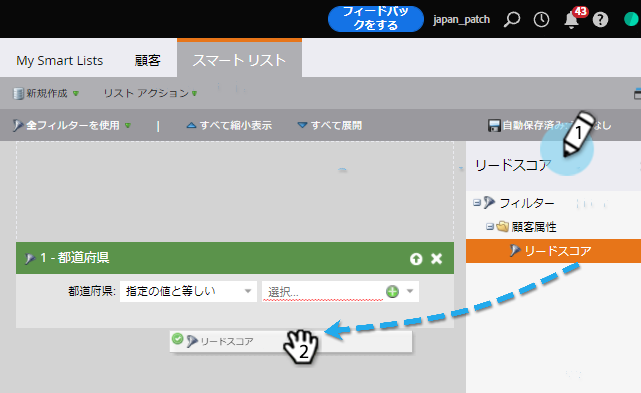 フィードバッ
クをする
japan_patch
43
My Smart Lists 顧客 スマート リスト
新規作成 リスト アクション
全フィルターを使用 | すべて縮小表示 すべて展開 自動保存済み なし
1
リードスコア
フィルター
顧客属性
リードスコア
1 - 都道府県
都道府県: 指定の値と等しい 選択...
リードスコア
2